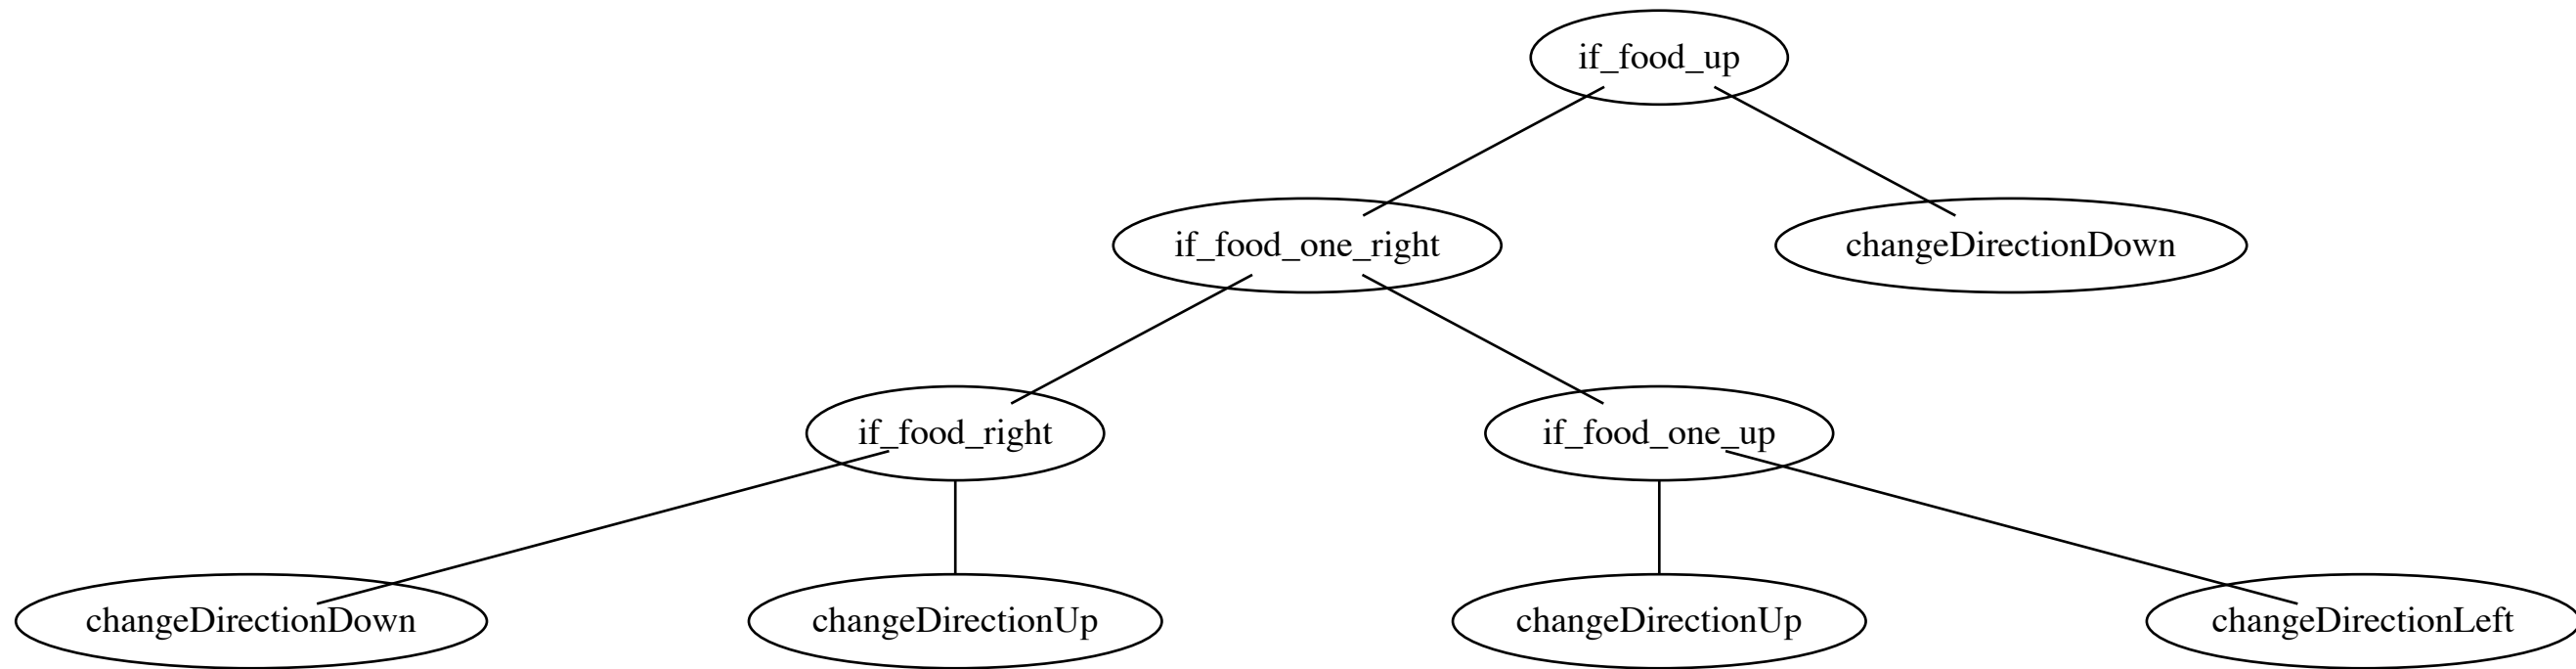 if_food_up
if_food_one_right
changeDirectionDown
if_food_right
if_food_one_up
changeDirectionDown
changeDirectionUp
changeDirectionUp
changeDirectionLeft